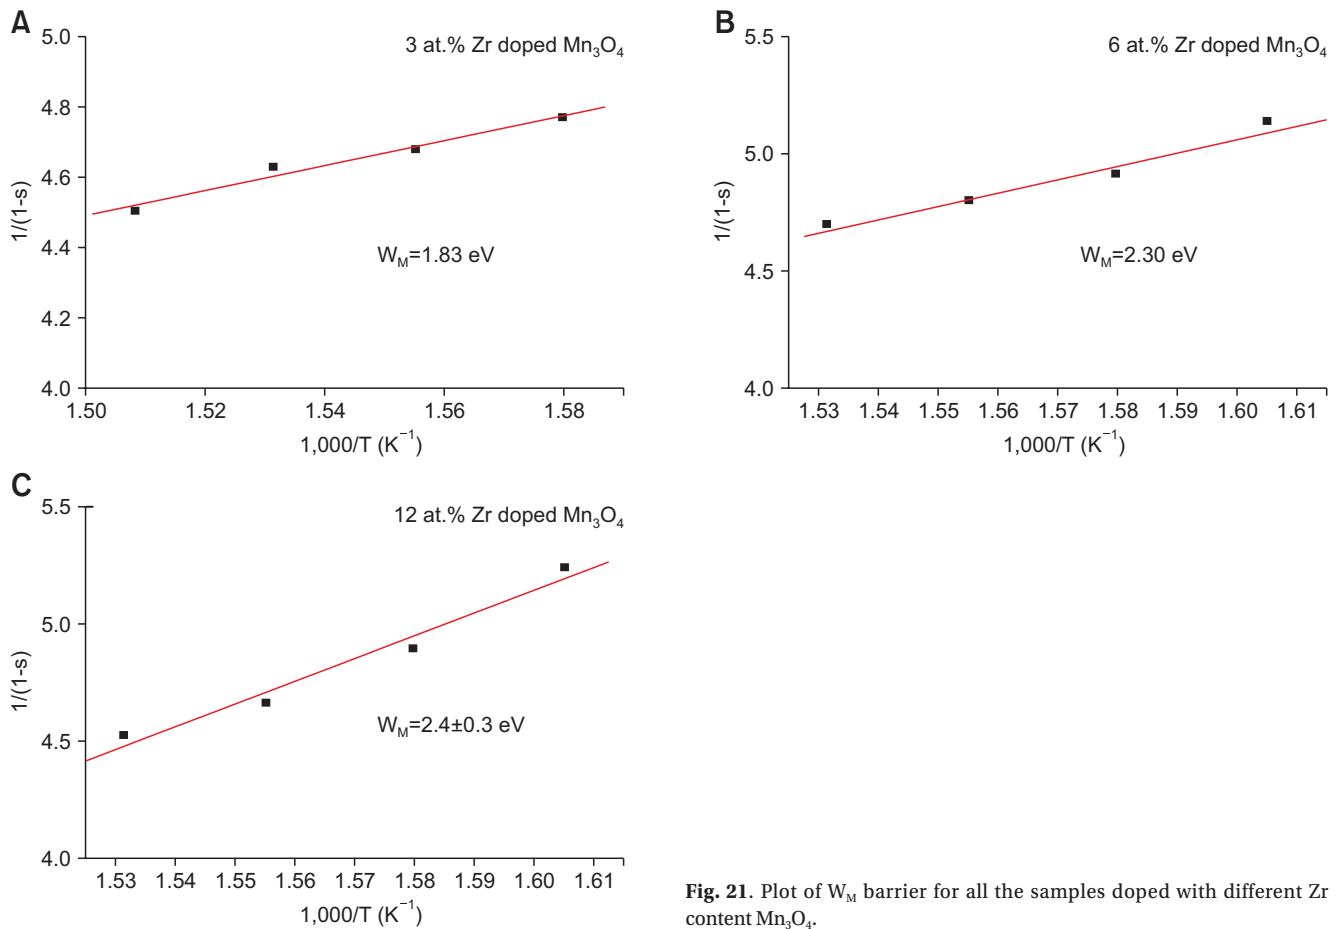 A
3 at.% Zr doped Mn₃O₄
5.0
4.8
4.6
4.4
4.2
4.0
1/(1-s)
W_M=1.83 eV
1.50 1.52 1.54 1.56 1.58
1,000/T (K⁻¹)
B
6 at.% Zr doped Mn₃O₄
5.5
5.0
4.5
4.0
1/(1-s)
W_M=2.30 eV
1.53 1.54 1.55 1.56 1.57 1.58 1.59 1.60 1.61
1,000/T (K⁻¹)
C
12 at.% Zr doped Mn₃O₄
5.5
5.0
4.5
4.0
1/(1-s)
W_M=2.4±0.3 eV
1.53 1.54 1.55 1.56 1.57 1.58 1.59 1.60 1.61
1,000/T (K⁻¹)
Fig. 21. Plot of W_M barrier for all the samples doped with different Zr
content Mn₃O₄.